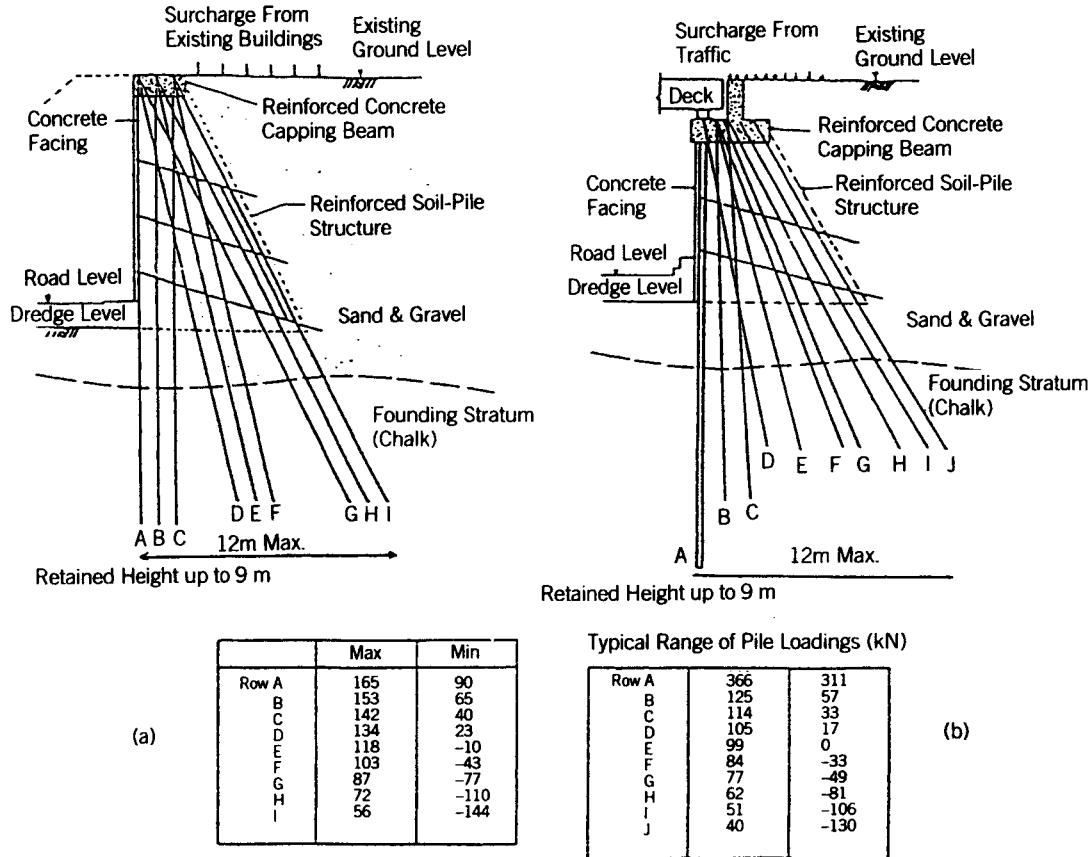 Surcharge From
Existing Buildings
Existing
Ground Level
Concrete
Facing
Reinforced Concrete
Capping Beam
Reinforced Soil-Pile
Structure
Road Level
Dredge Level
Sand & Gravel
Founding Stratum
(Chalk)
A B C
D E F
G H I
12m Max.
Retained Height up to 9 m
Surcharge From
Traffic
Existing
Ground Level
Deck
Reinforced Concrete
Capping Beam
Concrete
Facing
Reinforced Soil-Pile
Structure
Road Level
Dredge Level
Sand & Gravel
Founding Stratum
(Chalk)
D E F G H I J
B C
A
12m Max.
Retained Height up to 9 m
(a)
Max Min
Row A 165 90
B 153 65
C 142 40
D 134 23
E 118 -10
F 103 -43
G 87 -77
H 72 -110
I 56 -144
Typical Range of Pile Loadings (kN)
Row A 366 311
B 125 57
C 114 33
D 105 17
E 99 0
F 84 -33
G 77 -49
H 62 -81
I 51 -106
J 40 -130
(b)